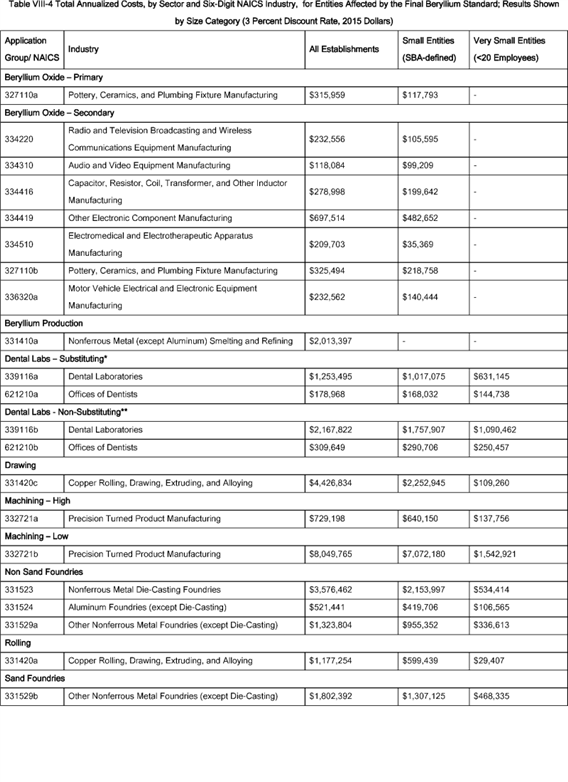 Table VIII-4 Total Annualized Costs, by Sector and Six-Digit NAICS Industry, for Entities Affected by the Final Beryllium Standard; Results Shown
by Size Category (3 Percent Discount Rate, 2015 Dollars)
Application Group/ NAICS Industry All Establishments Small Entities (SBA-defined) Very Small Entities (<20 Employees)
Beryllium Oxide – Primary
327110a Pottery, Ceramics, and Plumbing Fixture Manufacturing $315,959 $117,793 -
Beryllium Oxide – Secondary
334220 Radio and Television Broadcasting and Wireless Communications Equipment Manufacturing $232,556 $105,595 -
334310 Audio and Video Equipment Manufacturing $118,084 $99,209 -
334416 Capacitor, Resistor, Coil, Transformer, and Other Inductor Manufacturing $278,998 $199,642 -
334419 Other Electronic Component Manufacturing $697,514 $482,652 -
334510 Electromedical and Electrotherapeutic Apparatus Manufacturing $209,703 $35,369 -
327110b Pottery, Ceramics, and Plumbing Fixture Manufacturing $325,494 $218,758 -
336320a Motor Vehicle Electrical and Electronic Equipment Manufacturing $232,562 $140,444 -
Beryllium Production
331410a Nonferrous Metal (except Aluminum) Smelting and Refining $2,013,397 - -
Dental Labs – Substituting*
339116a Dental Laboratories $1,253,495 $1,017,075 $631,145
621210a Offices of Dentists $178,968 $168,032 $144,738
Dental Labs - Non-Substituting**
339116b Dental Laboratories $2,167,822 $1,757,907 $1,090,462
621210b Offices of Dentists $309,649 $290,706 $250,457
Drawing
331420c Copper Rolling, Drawing, Extruding, and Alloying $4,426,834 $2,252,945 $109,260
Machining – High
332721a Precision Turned Product Manufacturing $729,198 $640,150 $137,756
Machining – Low
332721b Precision Turned Product Manufacturing $8,049,765 $7,072,180 $1,542,921
Non Sand Foundries
331523 Nonferrous Metal Die-Casting Foundries $3,576,462 $2,153,997 $534,414
331524 Aluminum Foundries (except Die-Casting) $521,441 $419,706 $106,565
331529a Other Nonferrous Metal Foundries (except Die-Casting) $1,323,804 $955,352 $336,613
Rolling
331420a Copper Rolling, Drawing, Extruding, and Alloying $1,177,254 $599,439 $29,407
Sand Foundries
331529b Other Nonferrous Metal Foundries (except Die-Casting) $1,802,392 $1,307,125 $468,335